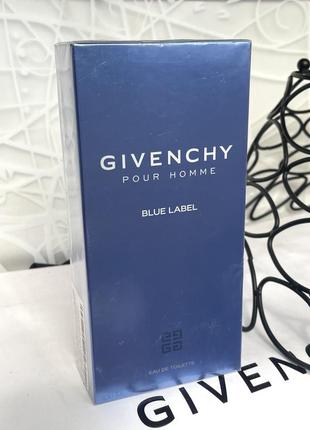 GIVENCHY
POUR HOMME
BLUE LABEL
EAU DE TOILETTE
GIVEN